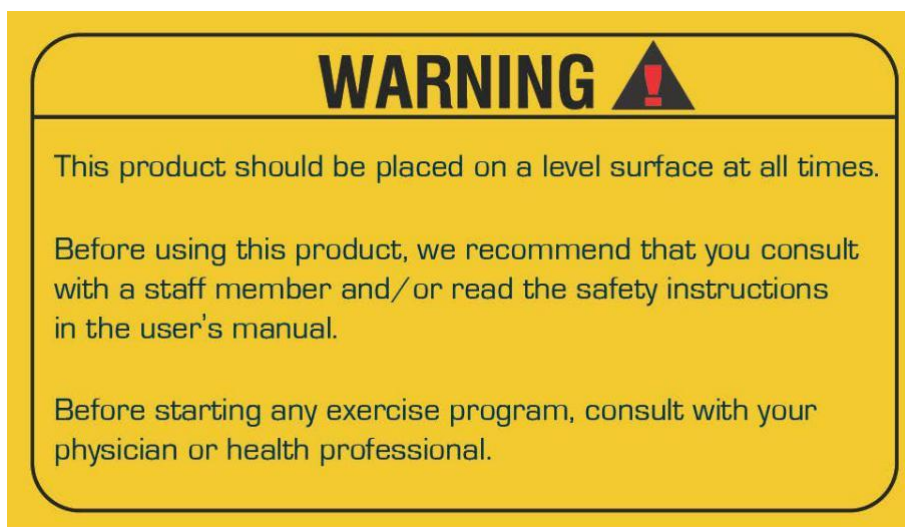 WARNING
This product should be placed on a level surface at all times.
Before using this product, we recommend that you consult
with a staff member and/or read the safety instructions
in the user's manual.
Before starting any exercise program, consult with your
physician or health professional.